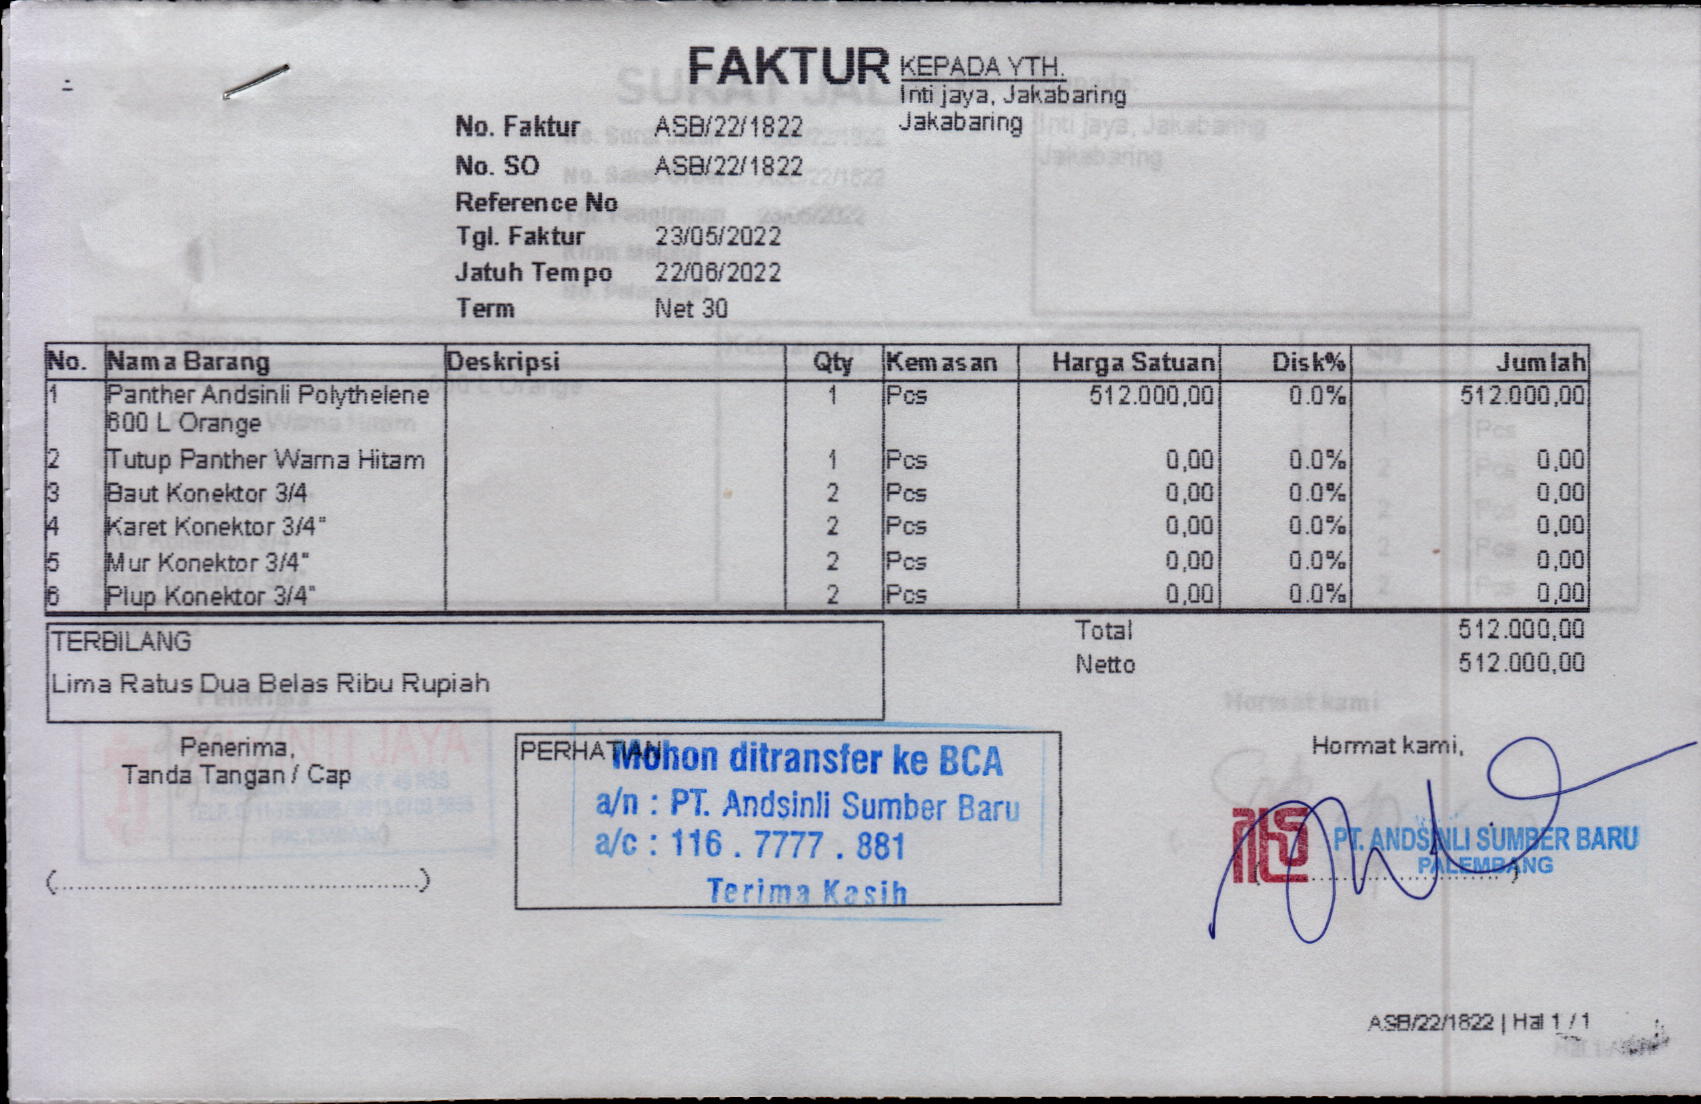 FAKTUR
KEPADA YTH.
Inti jaya, Jakabaring
Jakabaring
No. Faktur ASB/22/1822
No. SO ASB/22/1822
Reference No
Tgl. Faktur 23/05/2022
Jatuh Tempo 22/06/2022
Term Net 30
No. Nama Barang Deskripsi Qty Kemasan Harga Satuan Disk% Jumlah
1 Panther Andsinli Polythelene 1 Pcs 512.000,00 0.0% 512.000,00
600 L Orange
2 Tutup Panther Warna Hitam 1 Pcs 0,00 0.0% 0,00
3 Baut Konektor 3/4 2 Pcs 0,00 0.0% 0,00
4 Karet Konektor 3/4" 2 Pcs 0,00 0.0% 0,00
5 Mur Konektor 3/4" 2 Pcs 0,00 0.0% 0,00
6 Plup Konektor 3/4" 2 Pcs 0,00 0.0% 0,00
Total 512.000,00
Netto 512.000,00
TERBILANG
Lima Ratus Dua Belas Ribu Rupiah
Penerima,
Tanda Tangan / Cap
(..............................................)
PERHATIAN
Mohon ditransfer ke BCA
a/n : PT. Andsinli Sumber Baru
a/c : 116 . 7777 . 881
Terima Kasih
Hormat kami,
PT. ANDSINLI SUMBER BARU
PALEMBANG
ASB/22/1822 | Hal 1 / 1